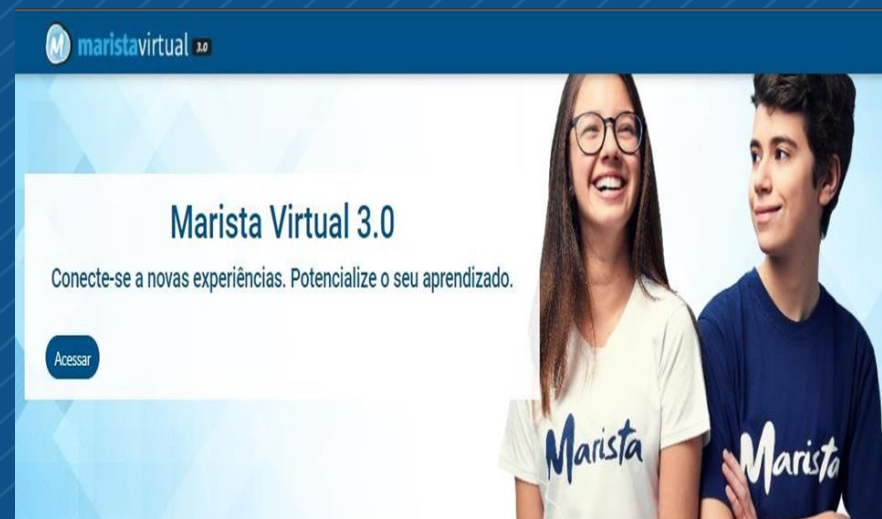 M maristavirtual 3.0
Marista Virtual 3.0
Conecte-se a novas experiências. Potencialize o seu aprendizado.
Acessar
Marista
Marista